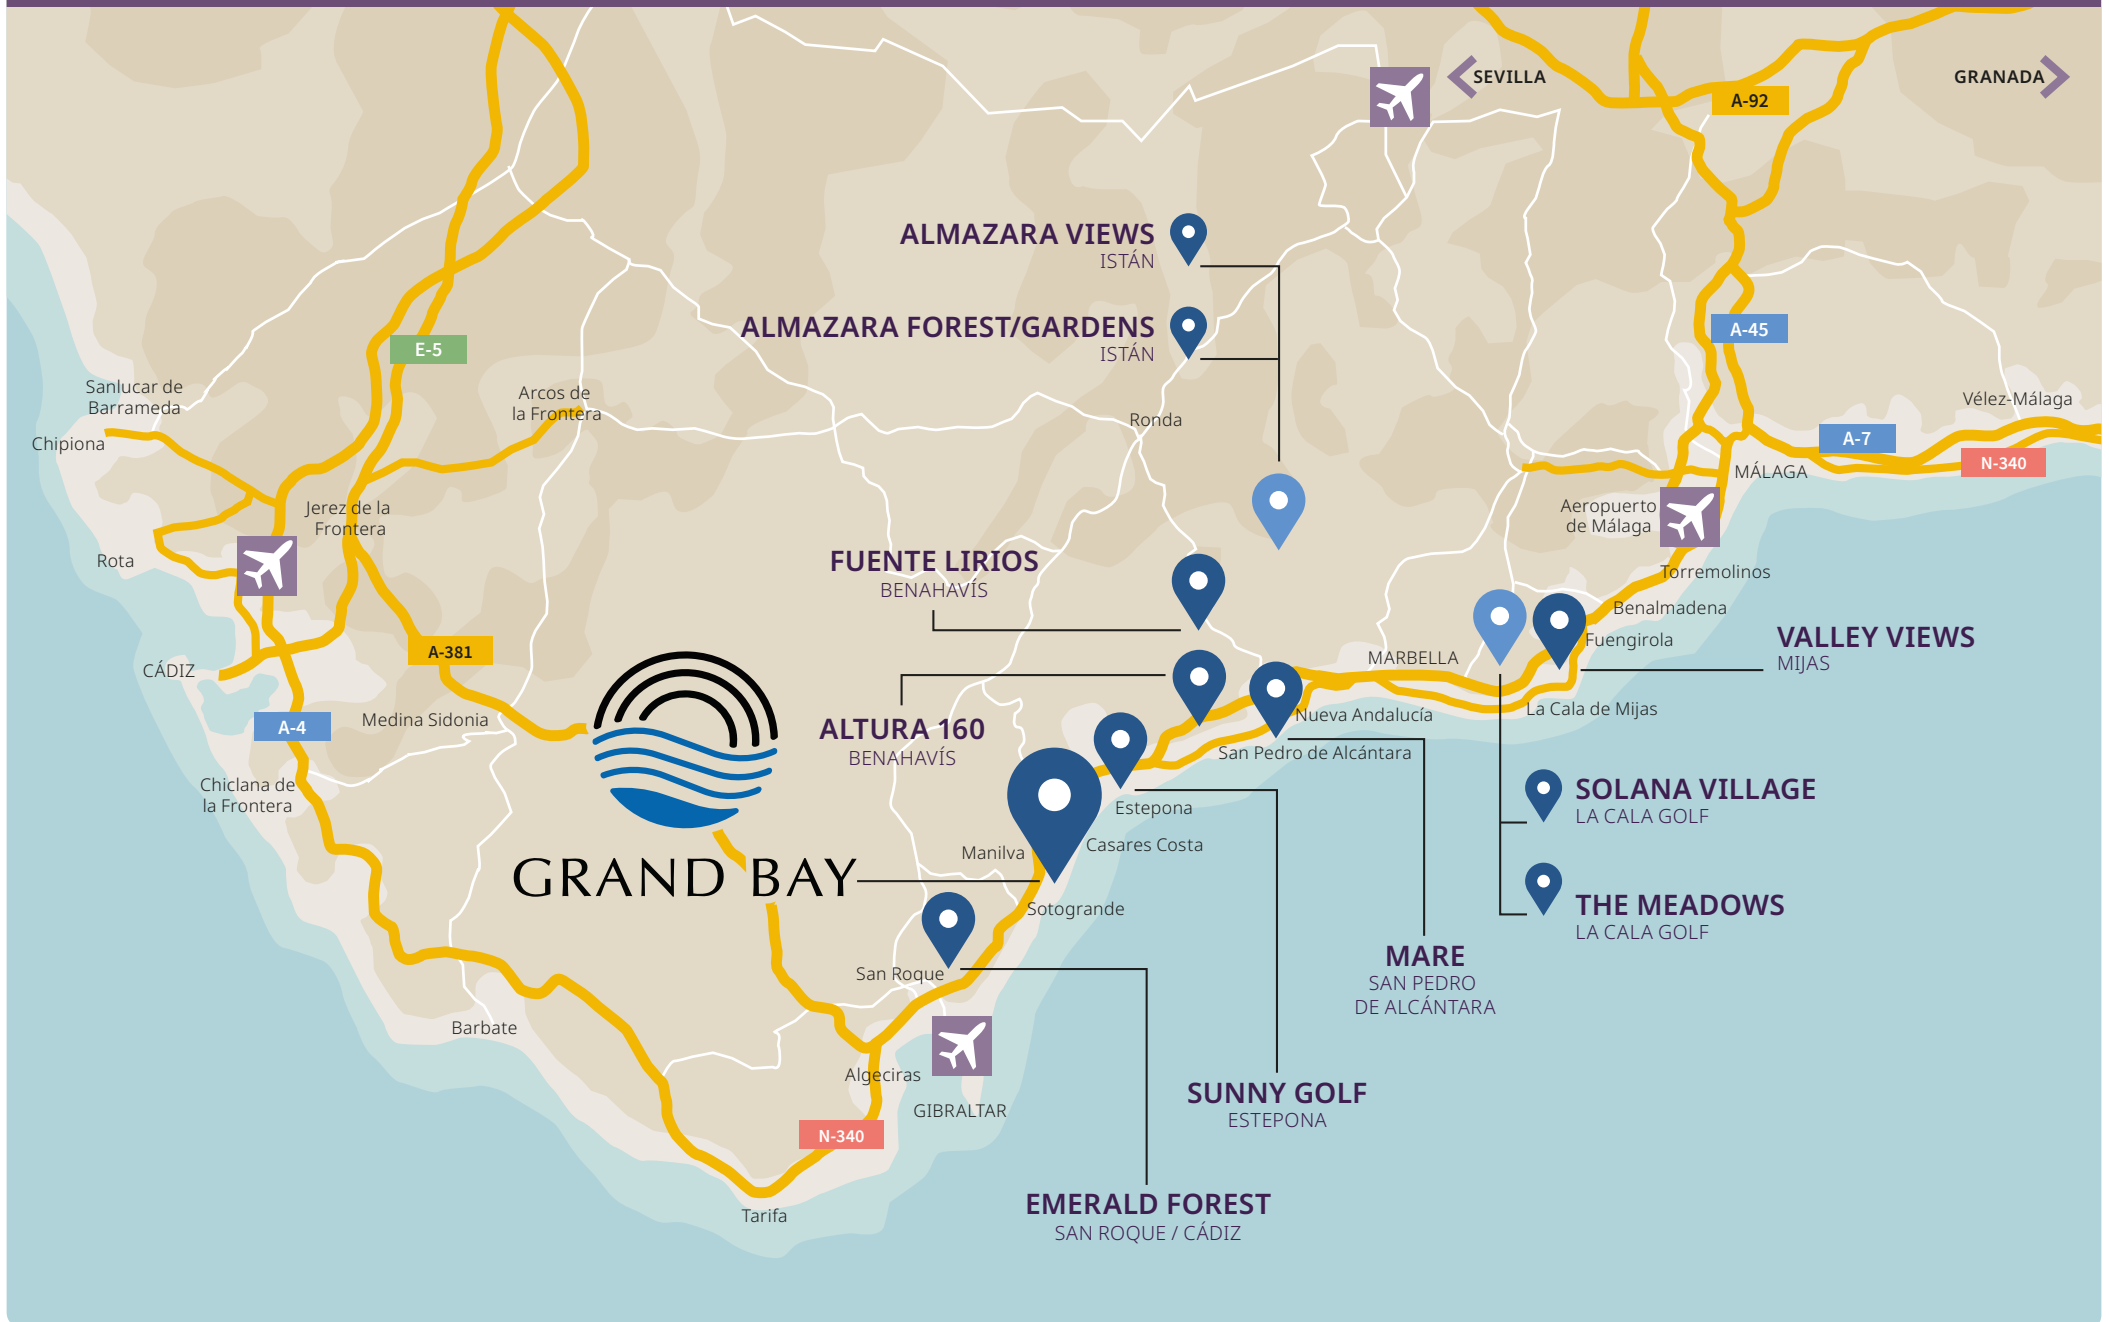 SEVILLA
GRANADA
A-92
ALMAZARA VIEWS
ISTÁN
ALMAZARA FOREST/GARDENS
ISTÁN
A-45
E-5
Sanlucar de
Barrameda
Chipiona
Arcos de
la Frontera
Ronda
Vélez-Málaga
A-7
N-340
MÁLAGA
Jerez de la
Frontera
Aeropuerto
de Málaga
Rota
FUENTE LIRIOS
BENAHAVÍS
Torremolinos
Benalmadena
Fuengirola
VALLEY VIEWS
MIJAS
A-381
CÁDIZ
MARBELLA
A-4
Medina Sidonia
ALTURA 160
BENAHAVÍS
Nueva Andalucía
La Cala de Mijas
San Pedro de Alcántara
Chiclana de
la Frontera
SOLANA VILLAGE
LA CALA GOLF
Estepona
Casares Costa
Manilva
GRAND BAY
Sotogrande
THE MEADOWS
LA CALA GOLF
San Roque
MARE
SAN PEDRO
DE ALCÁNTARA
Barbate
Algeciras
GIBRALTAR
SUNNY GOLF
ESTEPONA
N-340
Tarifa
EMERALD FOREST
SAN ROQUE / CÁDIZ